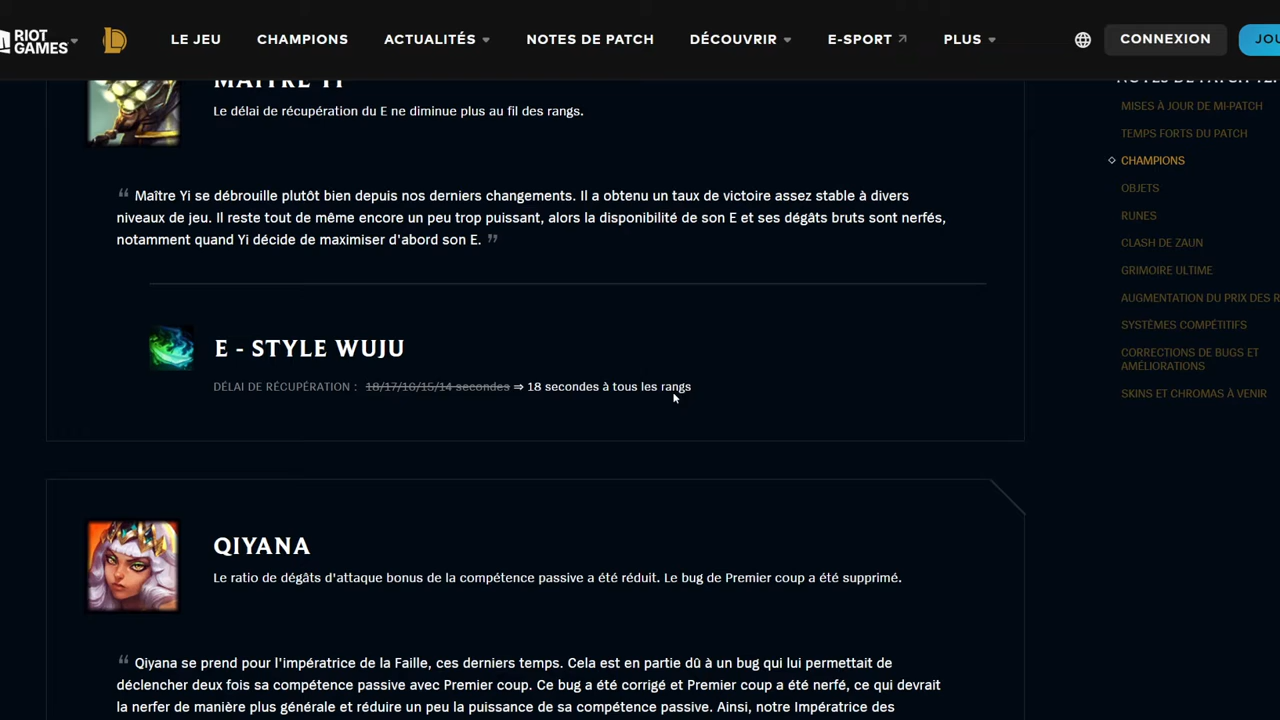 RIOT
GAMES
LE JEU
CHAMPIONS
ACTUALITÉS
NOTES DE PATCH
DÉCOUVRIR
E-SPORT
PLUS
CONNEXION
JOU
MAÎTRE YI
Le délai de récupération du E ne diminue plus au fil des rangs.
“ Maître Yi se débrouille plutôt bien depuis nos derniers changements. Il a obtenu un taux de victoire assez stable à divers
niveaux de jeu. Il reste tout de même encore un peu trop puissant, alors la disponibilité de son E et ses dégâts bruts sont nerfés,
notamment quand Yi décide de maximiser d'abord son E. ”
E - STYLE WUJU
DÉLAI DE RÉCUPÉRATION : 18/17/16/15/14 secondes ⇒ 18 secondes à tous les rangs
QIYANA
Le ratio de dégâts d'attaque bonus de la compétence passive a été réduit. Le bug de Premier coup a été supprimé.
“ Qiyana se prend pour l'impératrice de la Faille, ces derniers temps. Cela est en partie dû à un bug qui lui permettait de
déclencher deux fois sa compétence passive avec Premier coup. Ce bug a été corrigé et Premier coup a été nerfé, ce qui devrait
la nerfer de manière plus générale et réduire un peu la puissance de sa compétence passive. Ainsi, notre Impératrice des
NOTES DE PATCH
MISES À JOUR DE MI-PATCH
TEMPS FORTS DU PATCH
CHAMPIONS
OBJETS
RUNES
CLASH DE ZAUN
GRIMOIRE ULTIME
AUGMENTATION DU PRIX DES R
SYSTÈMES COMPÉTITIFS
CORRECTIONS DE BUGS ET
AMÉLIORATIONS
SKINS ET CHROMAS À VENIR